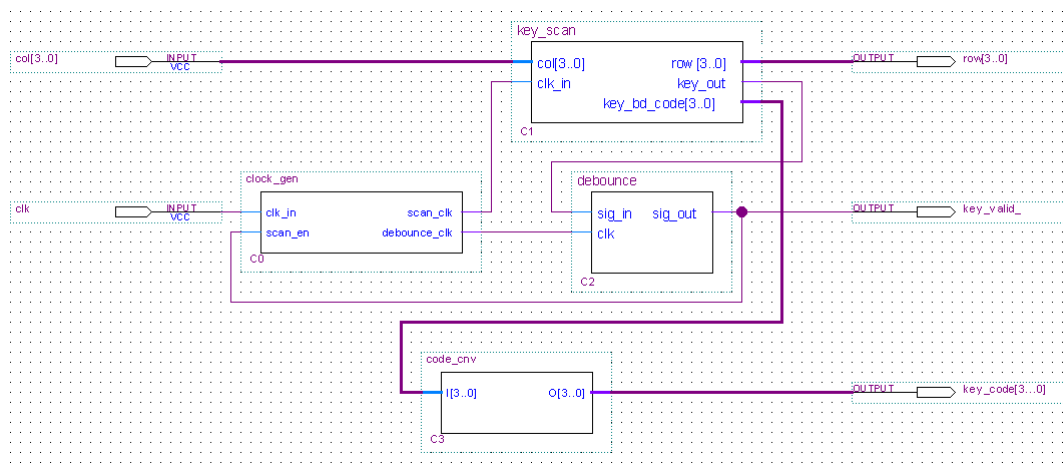 key_scan
col[3..0]
INPUT
VCC
col[3..0]
row [3..0]
OUTPUT
row[3..0]
clk_in
key_out
key_bd_code[3..0]
C1
clock_gen
debounce
clk
INPUT
VCC
clk_in
scan_clk
sig_in
sig_out
OUTPUT
key_valid_
scan_en
debounce_clk
clk
C0
C2
code_cnv
I[3..0]
O[3..0]
OUTPUT
key_code[3...0]
C3